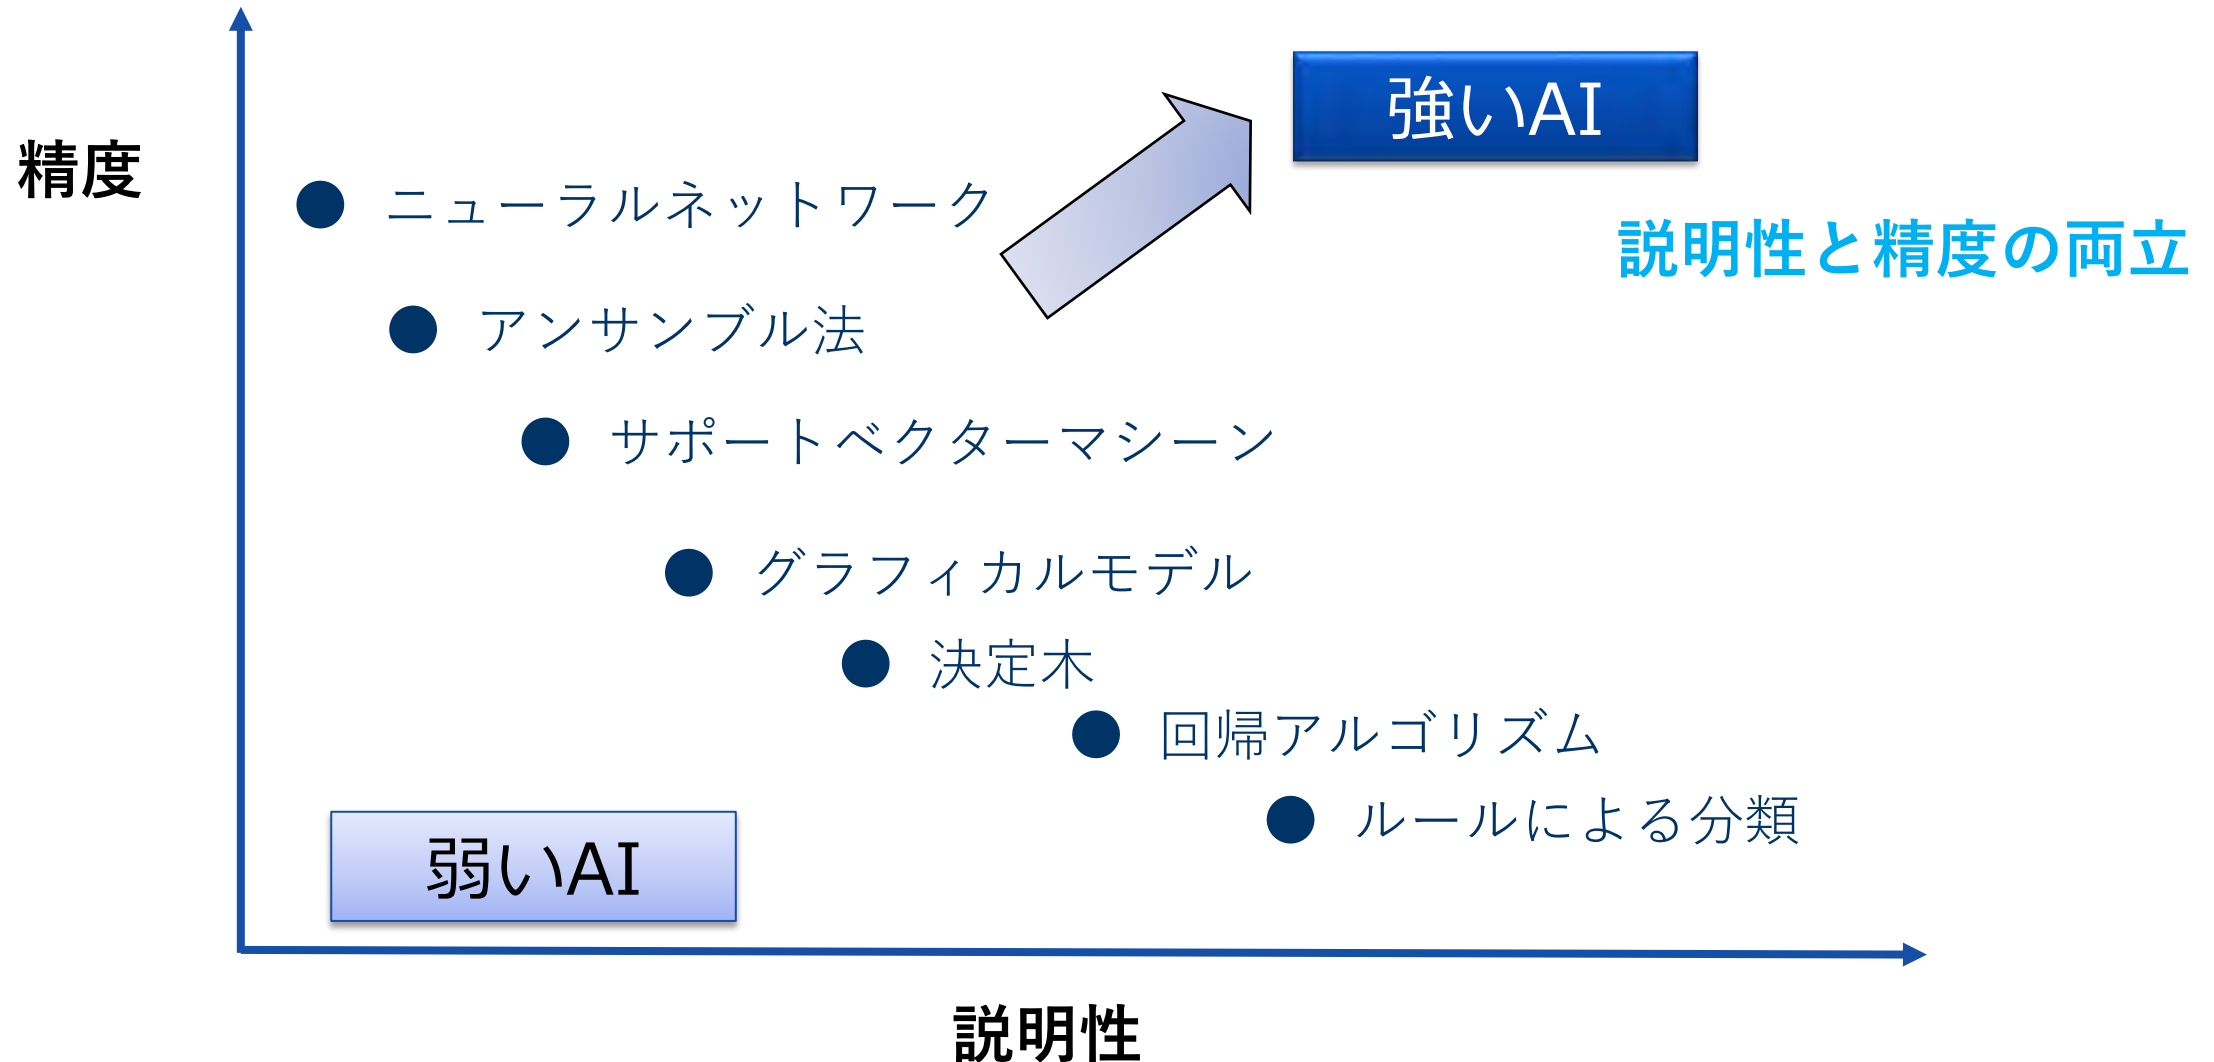 強いAI
精度
ニューラルネットワーク
説明性と精度の両立
アンサンブル法
サポートベクターマシーン
グラフィカルモデル
決定木
回帰アルゴリズム
ルールによる分類
弱いAI
説明性